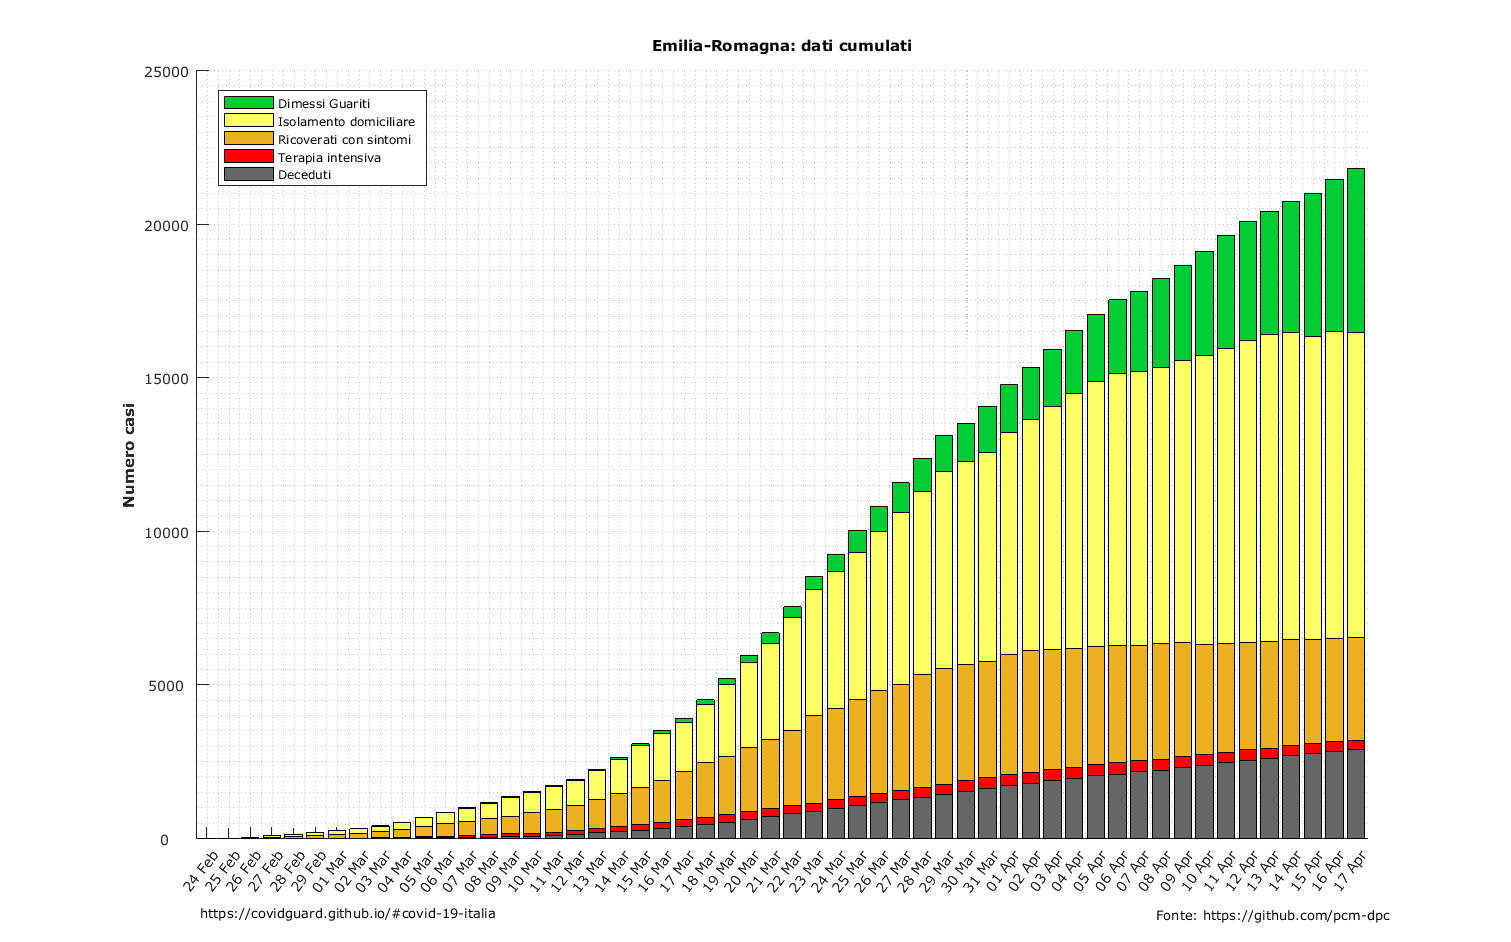 Emilia-Romagna: dati cumulati
25000
20000
15000
10000
5000
0
Numero casi
Dimessi Guariti
Isolamento domiciliare
Ricoverati con sintomi
Terapia intensiva
Deceduti
24 Feb
25 Feb
26 Feb
27 Feb
28 Feb
29 Feb
01 Mar
02 Mar
03 Mar
04 Mar
05 Mar
06 Mar
07 Mar
08 Mar
09 Mar
10 Mar
11 Mar
12 Mar
13 Mar
14 Mar
15 Mar
16 Mar
17 Mar
18 Mar
19 Mar
20 Mar
21 Mar
22 Mar
23 Mar
24 Mar
25 Mar
26 Mar
27 Mar
28 Mar
29 Mar
30 Mar
31 Mar
01 Apr
02 Apr
03 Apr
04 Apr
05 Apr
06 Apr
07 Apr
08 Apr
09 Apr
10 Apr
11 Apr
12 Apr
13 Apr
14 Apr
15 Apr
16 Apr
17 Apr
https://covidguard.github.io/#covid-19-italia
Fonte: https://github.com/pcm-dpc